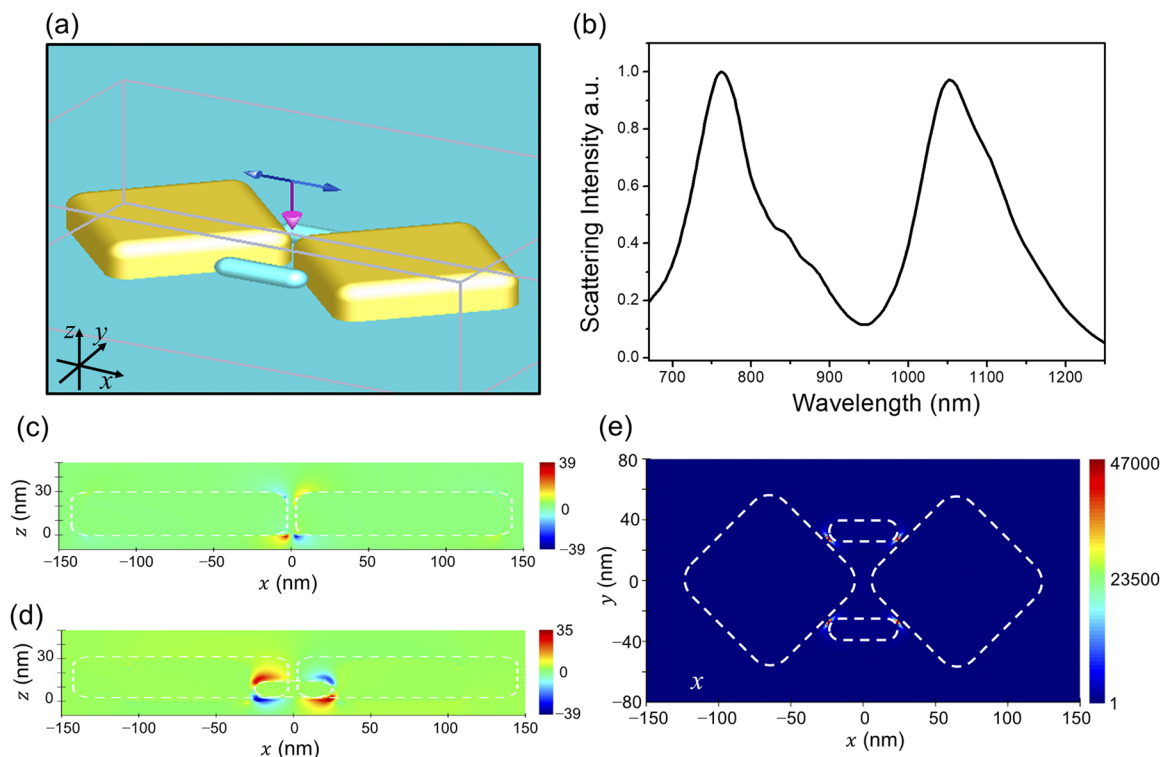 (a)
z
y
x
(b)
Scattering Intensity a.u.
1.0
0.8
0.6
0.4
0.2
0.0
700 800 900 1000 1100 1200
Wavelength (nm)
(c)
z (nm)
30
0
−150 −100 −50 0 50 100 150
x (nm)
39
0
−39
(d)
z (nm)
30
0
−150 −100 −50 0 50 100 150
x (nm)
35
0
−39
(e)
y (nm)
80
40
0
−40
−80
x
−150 −100 −50 0 50 100 150
x (nm)
47000
23500
1